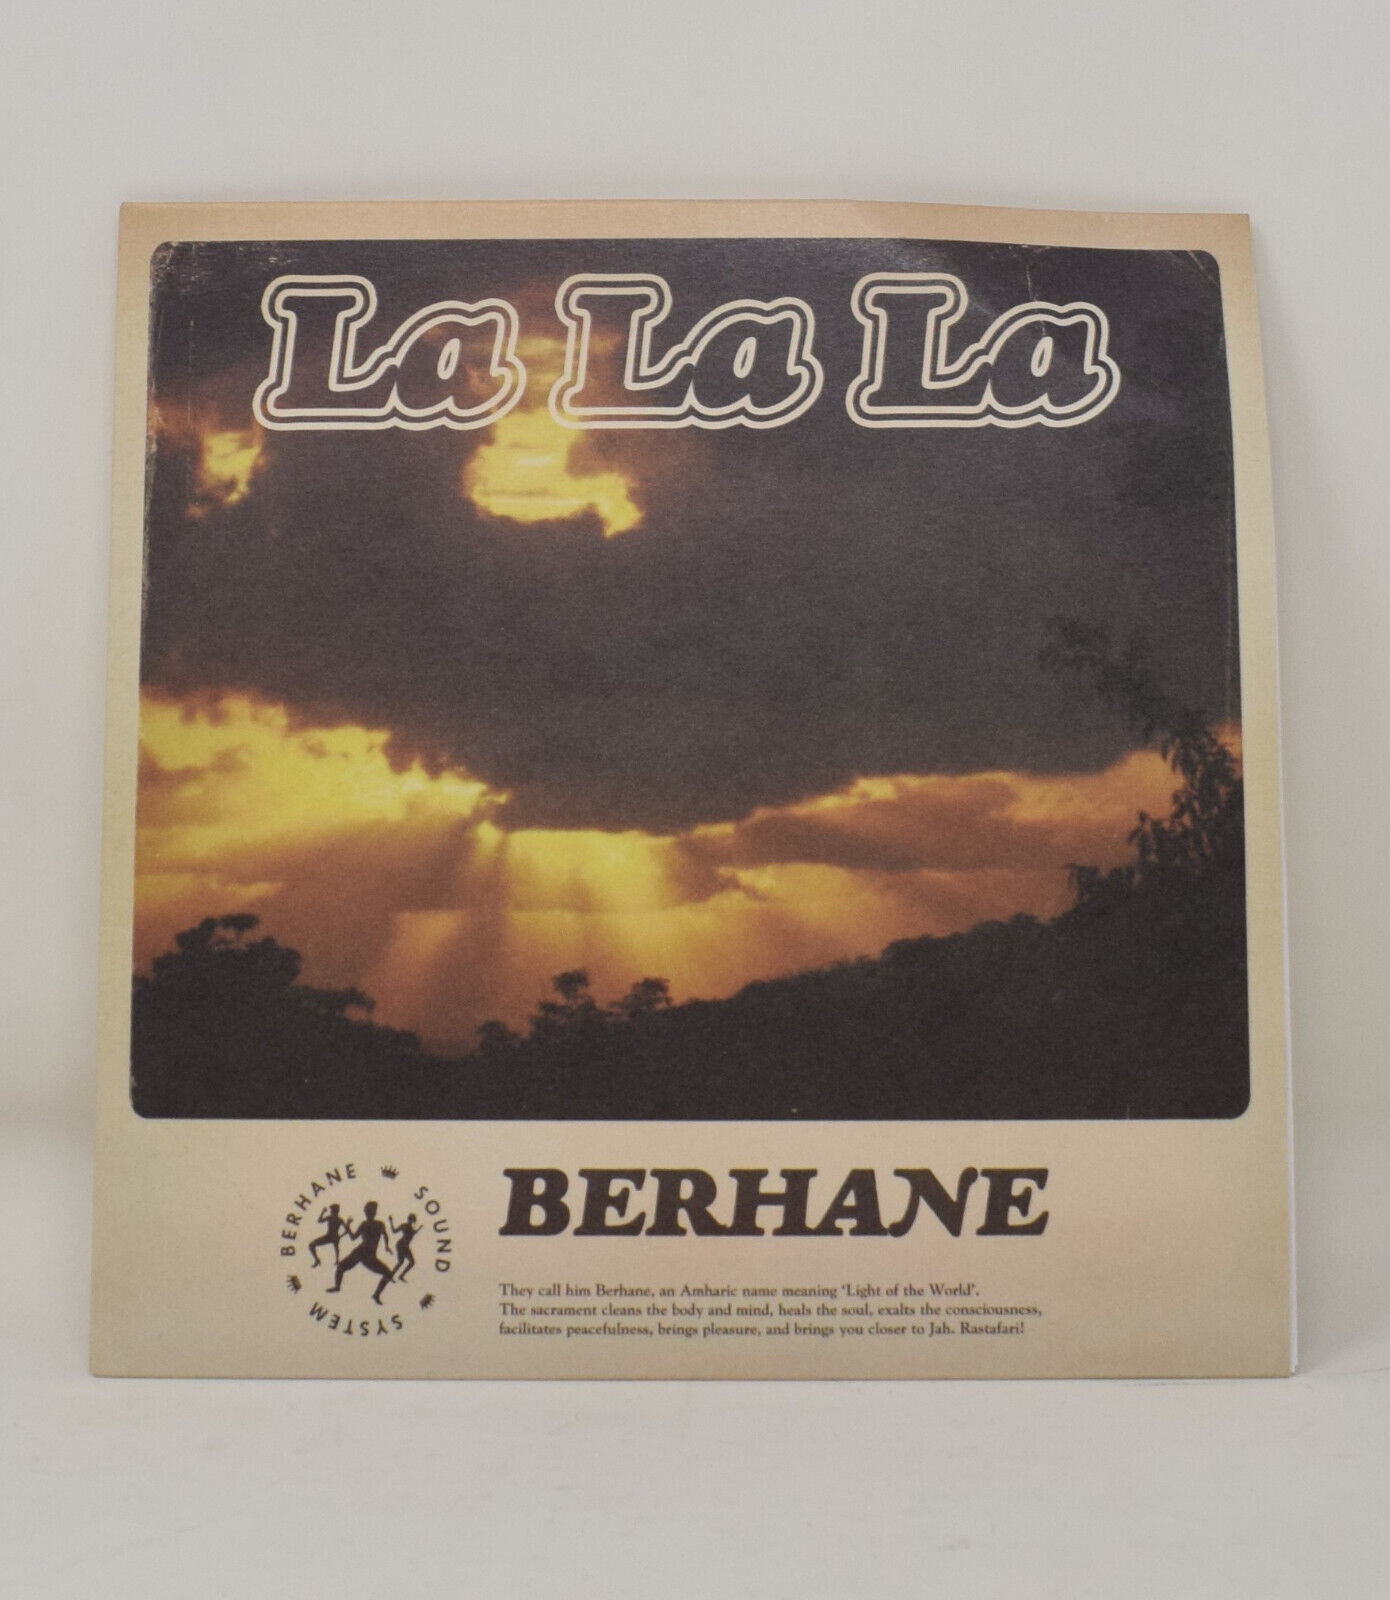 La La La
BERHANE SOUND SYSTEM
BERHANE
They call him Berhane, an Amharic name meaning 'Light of the World'.
The sacrament cleans the body and mind, heals the soul, exalts the consciousness,
facilitates peacefulness, brings pleasure, and brings you closer to Jah. Rastafari!